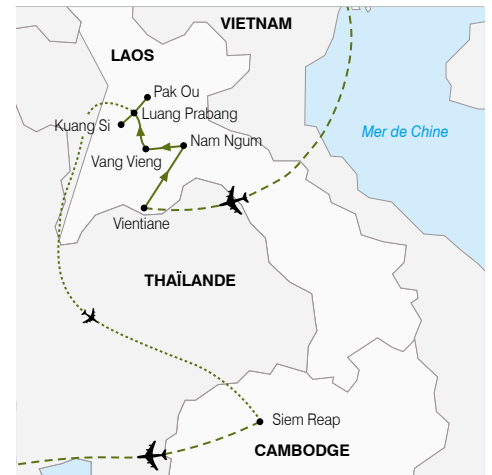 VIETNAM
LAOS
Pak Ou
Luang Prabang
Kuang Si
Nam Ngum
Mer de Chine
Vang Vieng
Vientiane
THAÏLANDE
Siem Reap
CAMBODGE